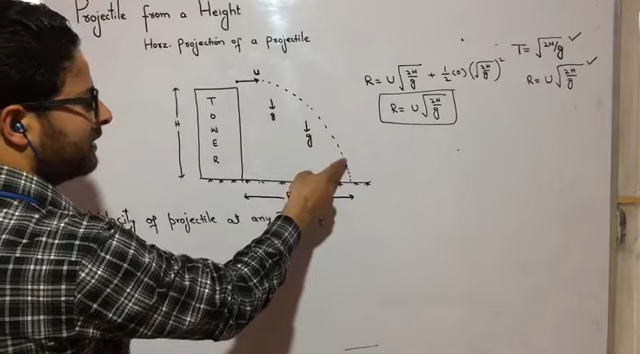 Projectile from a Height
Horz. projection of a projectile
u
TOWER
H
g
g
R = U√2H/g + 1/2 (0) (√2H/g)²
R = U√2H/g
T = √2H/g ✓
R = U√2H/g ✓
of projectile at any